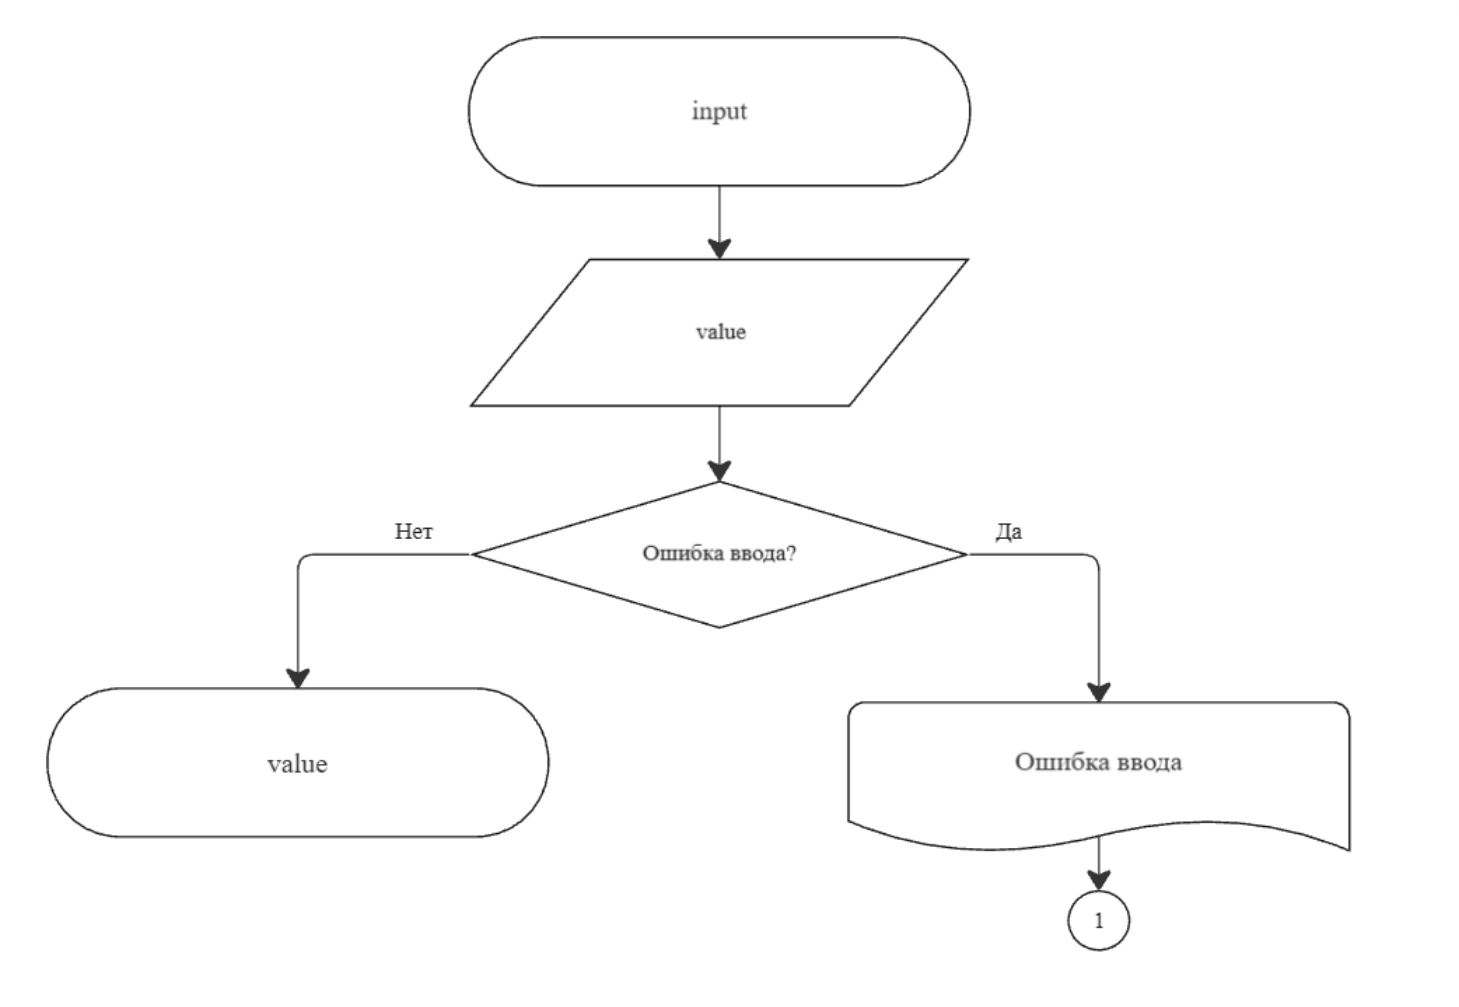 input
value
Ошибка ввода?
Нет
Да
value
Ошибка ввода
1